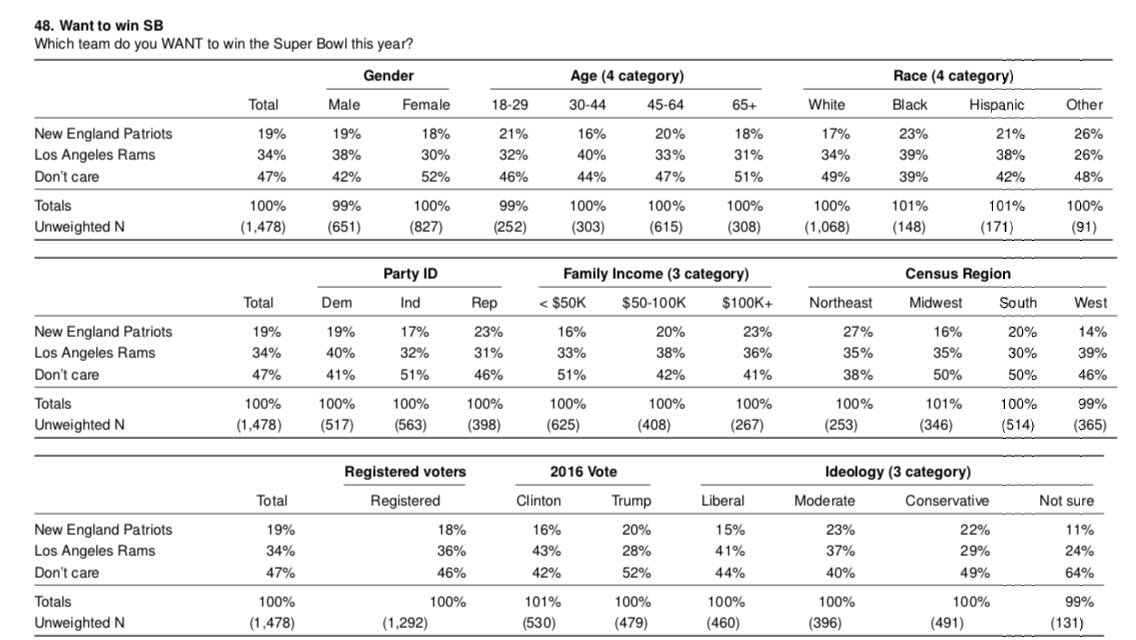 48. Want to win SB
Which team do you WANT to win the Super Bowl this year?
Gender Age (4 category) Race (4 category)
Total Male Female 18-29 30-44 45-64 65+ White Black Hispanic Other
New England Patriots 19% 19% 18% 21% 16% 20% 18% 17% 23% 21% 26%
Los Angeles Rams 34% 38% 30% 32% 40% 33% 31% 34% 39% 38% 26%
Don't care 47% 42% 52% 46% 44% 47% 51% 49% 39% 42% 48%
Totals 100% 99% 100% 99% 100% 100% 100% 100% 101% 101% 100%
Unweighted N (1,478) (651) (827) (252) (303) (615) (308) (1,068) (148) (171) (91)
Party ID Family Income (3 category) Census Region
Total Dem Ind Rep < $50K $50-100K $100K+ Northeast Midwest South West
New England Patriots 19% 19% 17% 23% 16% 20% 23% 27% 16% 20% 14%
Los Angeles Rams 34% 40% 32% 31% 33% 38% 36% 35% 35% 30% 39%
Don't care 47% 41% 51% 46% 51% 42% 41% 38% 50% 50% 46%
Totals 100% 100% 100% 100% 100% 100% 100% 100% 101% 100% 99%
Unweighted N (1,478) (517) (563) (398) (625) (408) (267) (253) (346) (514) (365)
Registered voters 2016 Vote Ideology (3 category)
Total Registered Clinton Trump Liberal Moderate Conservative Not sure
New England Patriots 19% 18% 16% 20% 15% 23% 22% 11%
Los Angeles Rams 34% 36% 43% 28% 41% 37% 29% 24%
Don't care 47% 46% 42% 52% 44% 40% 49% 64%
Totals 100% 100% 101% 100% 100% 100% 100% 99%
Unweighted N (1,478) (1,292) (530) (479) (460) (396) (491) (131)